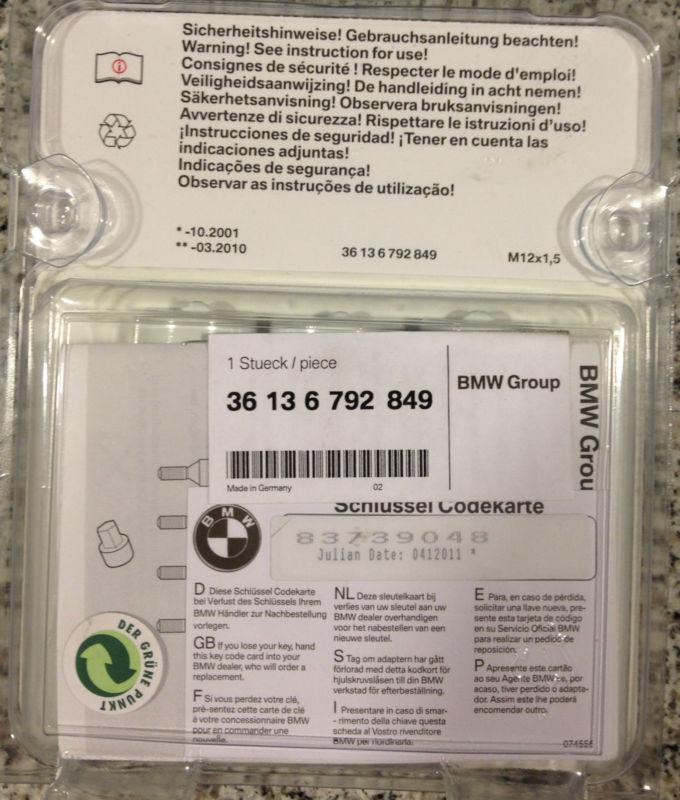 Sicherheitshinweise! Gebrauchsanleitung beachten!
Warning! See instruction for use!
Consignes de sécurité ! Respecter le mode d'emploi!
Veiligheidsaanwijzing! De handleiding in acht nemen!
Säkerhetsanvisning! Observera bruksanvisningen!
Avvertenze di sicurezza! Rispettare le istruzioni d'uso!
¡Instrucciones de seguridad! ¡Tener en cuenta las
indicaciones adjuntas!
Indicações de segurança!
Observar as instruções de utilização!
* -10.2001
** -03.2010
36 13 6 792 849
M12x1,5
1 Stueck / piece
36 13 6 792 849
Made in Germany 02
BMW Group
BMW Grou
Schlüssel Codekarte
BMW
83739048
Julian Date: 0412011 *
D Diese Schlüssel Codekarte
bei Verlust des Schlüssels Ihrem
BMW Händler zur Nachbestellung
vorlegen.
GB If you lose your key, hand
this key code card into your
BMW dealer, who will order a
replacement.
F Si vous perdez votre clé,
pré-sentez cette carte de clé
à votre concessionnaire BMW
pour en commander une
nouvelle.
NL Deze sleutelkaart bij
verlies van uw sleutel aan uw
BMW dealer overhandigen
voor het nabestellen van een
nieuwe sleutel.
S Tag om adaptern har gått
förlorad med detta kodkort för
hjulskruvslåsen till din BMW
verkstad för efterbeställning.
I Presentare in caso di smar-
rimento della chiave questa
scheda al Vostro rivenditore
BMW per riordinarla.
E Para, en caso de pérdida,
solicitar una llave nueva, pre-
sente esta tarjeta de código
en su Servicio Oficial BMW
para realizar un pedido de
reposición.
P Apresente este cartão
ao seu Agente BMW ce, por
acaso, tiver perdido o adapta-
dor. Assim este lhe poderá
encomendar outro.
DER GRÜNE PUNKT